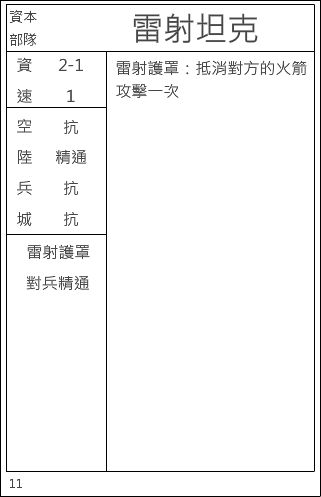 資本
部隊
雷射坦克
資 2-1
速 1
空 抗
陸 精通
兵 抗
城 抗
雷射護罩
對兵精通
雷射護罩：抵消對方的火箭
攻擊一次
11